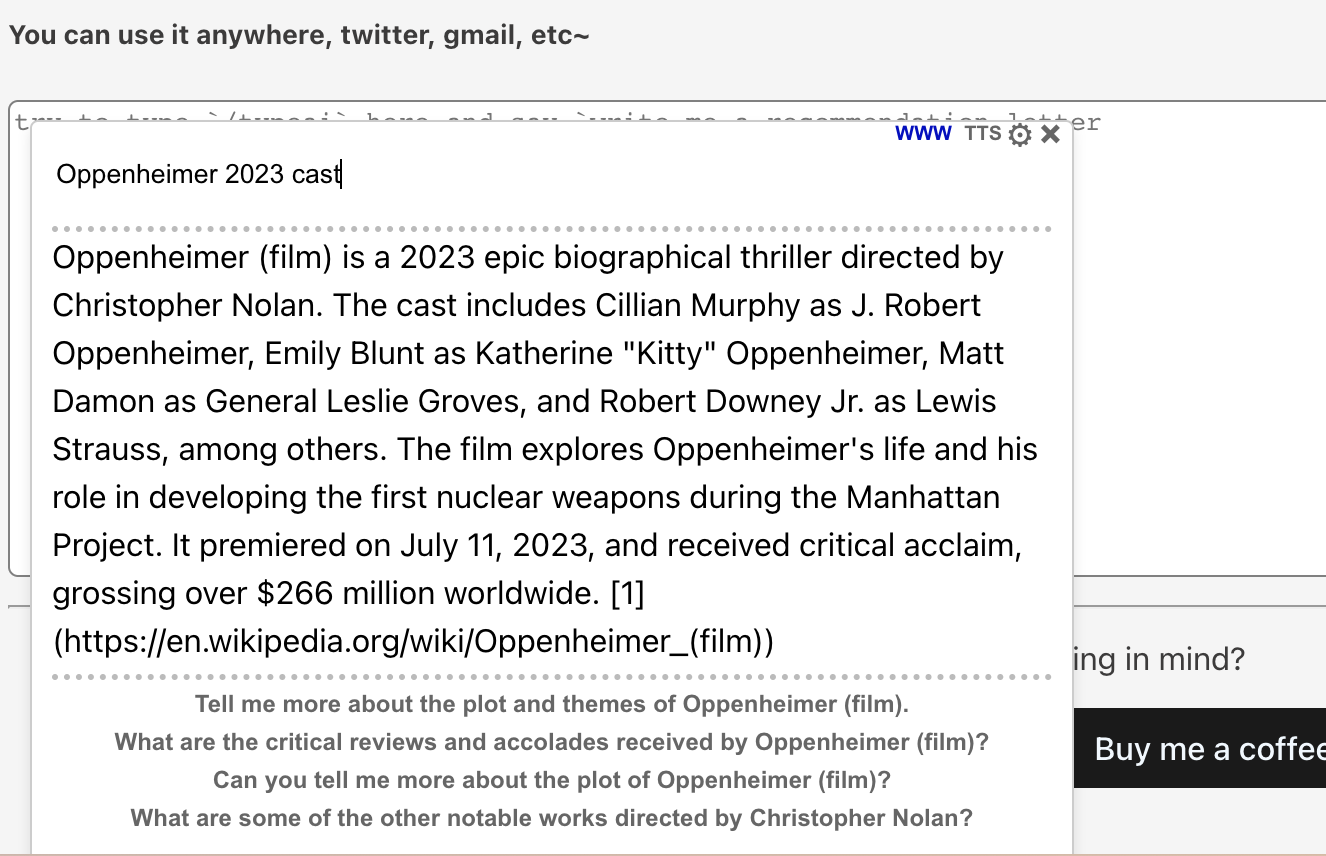 You can use it anywhere, twitter, gmail, etc~
try to type `/typeai` here and say `write me a recommendation letter
WWW TTS
Oppenheimer 2023 cast
Oppenheimer (film) is a 2023 epic biographical thriller directed by
Christopher Nolan. The cast includes Cillian Murphy as J. Robert
Oppenheimer, Emily Blunt as Katherine "Kitty" Oppenheimer, Matt
Damon as General Leslie Groves, and Robert Downey Jr. as Lewis
Strauss, among others. The film explores Oppenheimer's life and his
role in developing the first nuclear weapons during the Manhattan
Project. It premiered on July 11, 2023, and received critical acclaim,
grossing over $266 million worldwide. [1]
(https://en.wikipedia.org/wiki/Oppenheimer_(film))
ing in mind?
Tell me more about the plot and themes of Oppenheimer (film).
What are the critical reviews and accolades received by Oppenheimer (film)?
Buy me a coffee
Can you tell me more about the plot of Oppenheimer (film)?
What are some of the other notable works directed by Christopher Nolan?